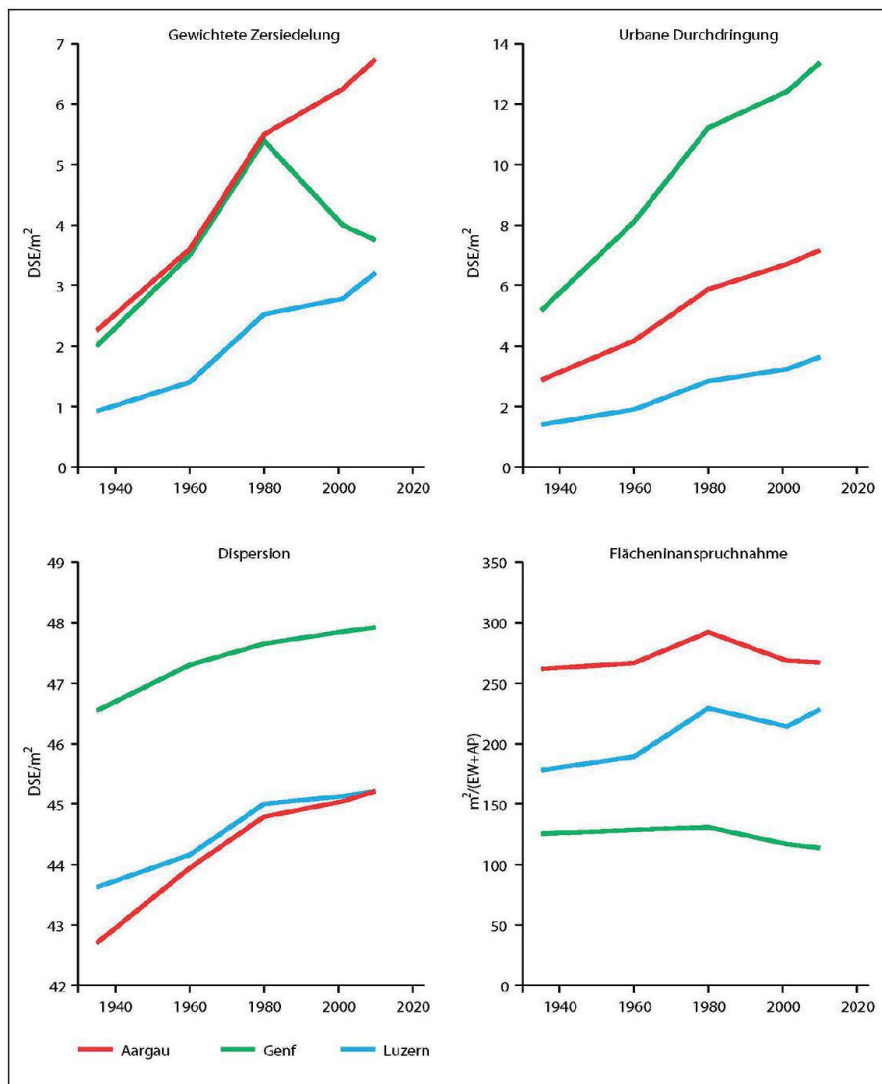 Gewichtete Zersiedelung
7
6
5
4
3
2
1
0
DSE/m²
1940 1960 1980 2000 2020
Urbane Durchdringung
14
12
10
8
6
4
2
0
DSE/m²
1940 1960 1980 2000 2020
Dispersion
49
48
47
46
45
44
43
42
DSE/m²
1940 1960 1980 2000 2020
Flächeninanspruchnahme
350
300
250
200
150
100
50
0
m²/(EW+AP)
1940 1960 1980 2000 2020
Aargau Genf Luzern